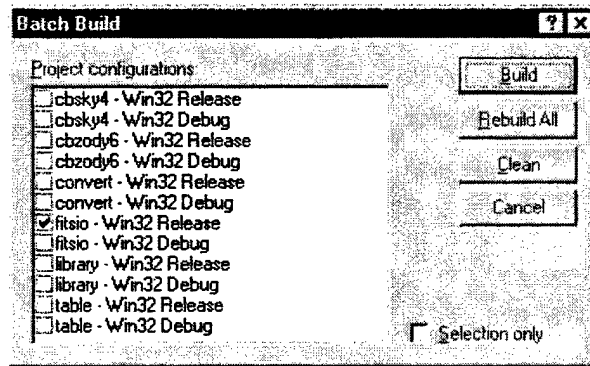 Batch Build
Project configurations:
cbsky4 - Win32 Release
cbsky4 - Win32 Debug
cbzody6 - Win32 Release
cbzody6 - Win32 Debug
convert - Win32 Release
convert - Win32 Debug
fitsio - Win32 Release
fitsio - Win32 Debug
library - Win32 Release
library - Win32 Debug
table - Win32 Release
table - Win32 Debug
Build
Rebuild All
Clean
Cancel
Selection only